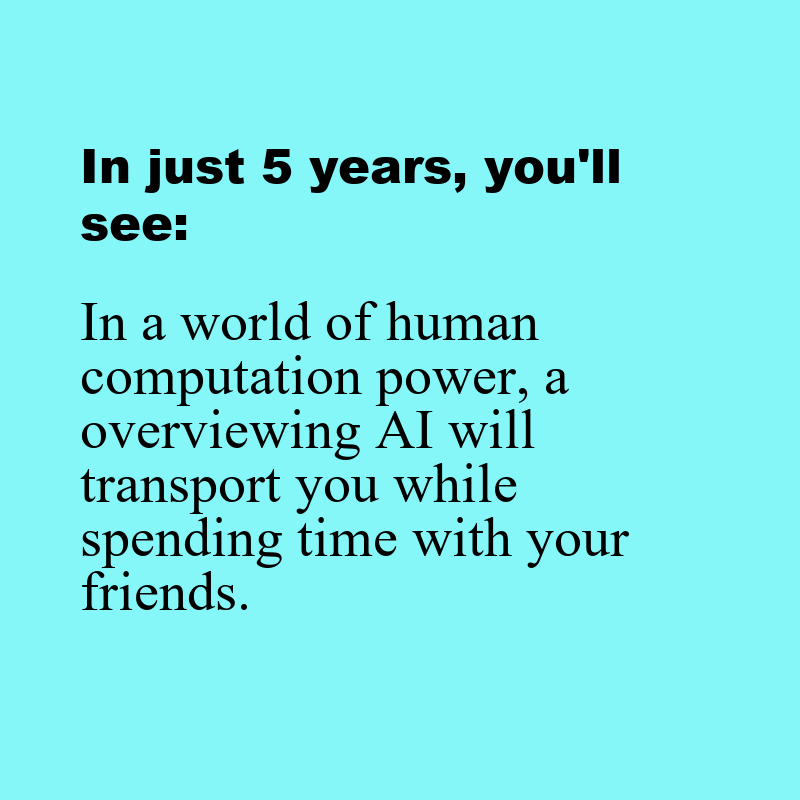 In just 5 years, you'll
see:
In a world of human
computation power, a
overviewing AI will
transport you while
spending time with your
friends.